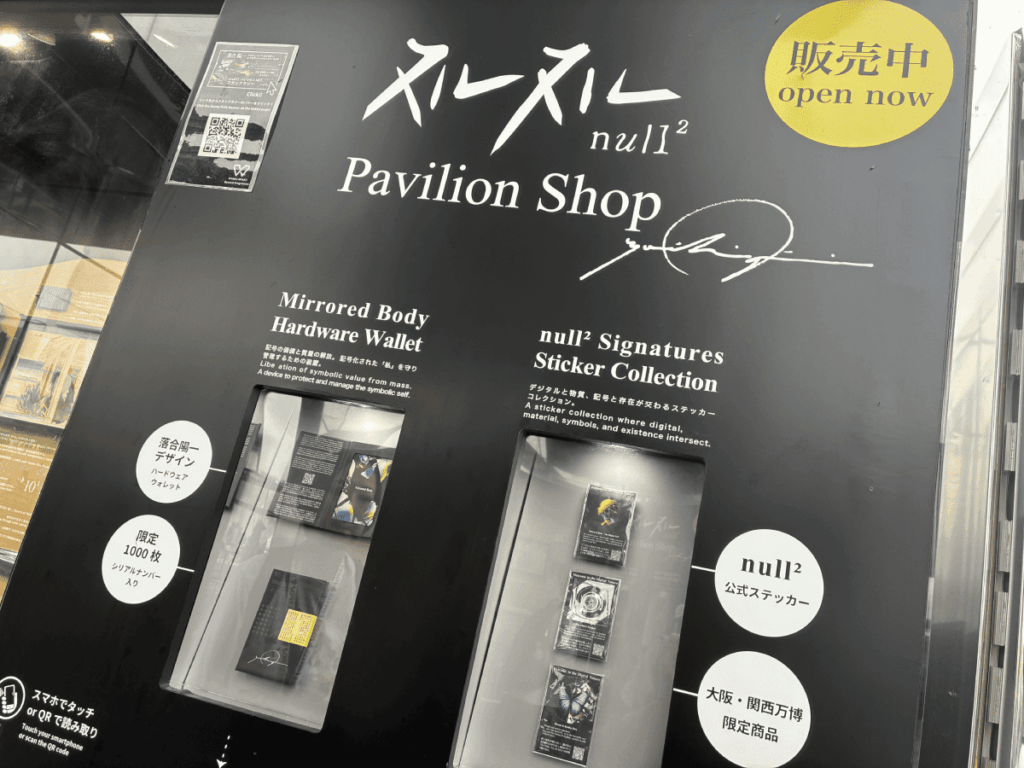 ヌルヌル
null²
Pavilion Shop
販売中
open now
Mirrored Body
Hardware Wallet
記号の価値と質量の解放。記号化された「私」を守り
管理するための装置。
Libe ation of symbolic value from mass.
A device to protect and manage the symbolic self.
落合陽一
デザイン
ハードウェア
ウォレット
限定
1000枚
シリアルナンバー
入り
null² Signatures
Sticker Collection
デジタルと物質、記号と存在が交わるステッカー
コレクション。
A sticker collection where digital,
material, symbols, and existence intersect.
null²
公式ステッカー
大阪・関西万博
限定商品
スマホでタッチ
or QRで読み取り
Touch your smartphone
or scan the QR code